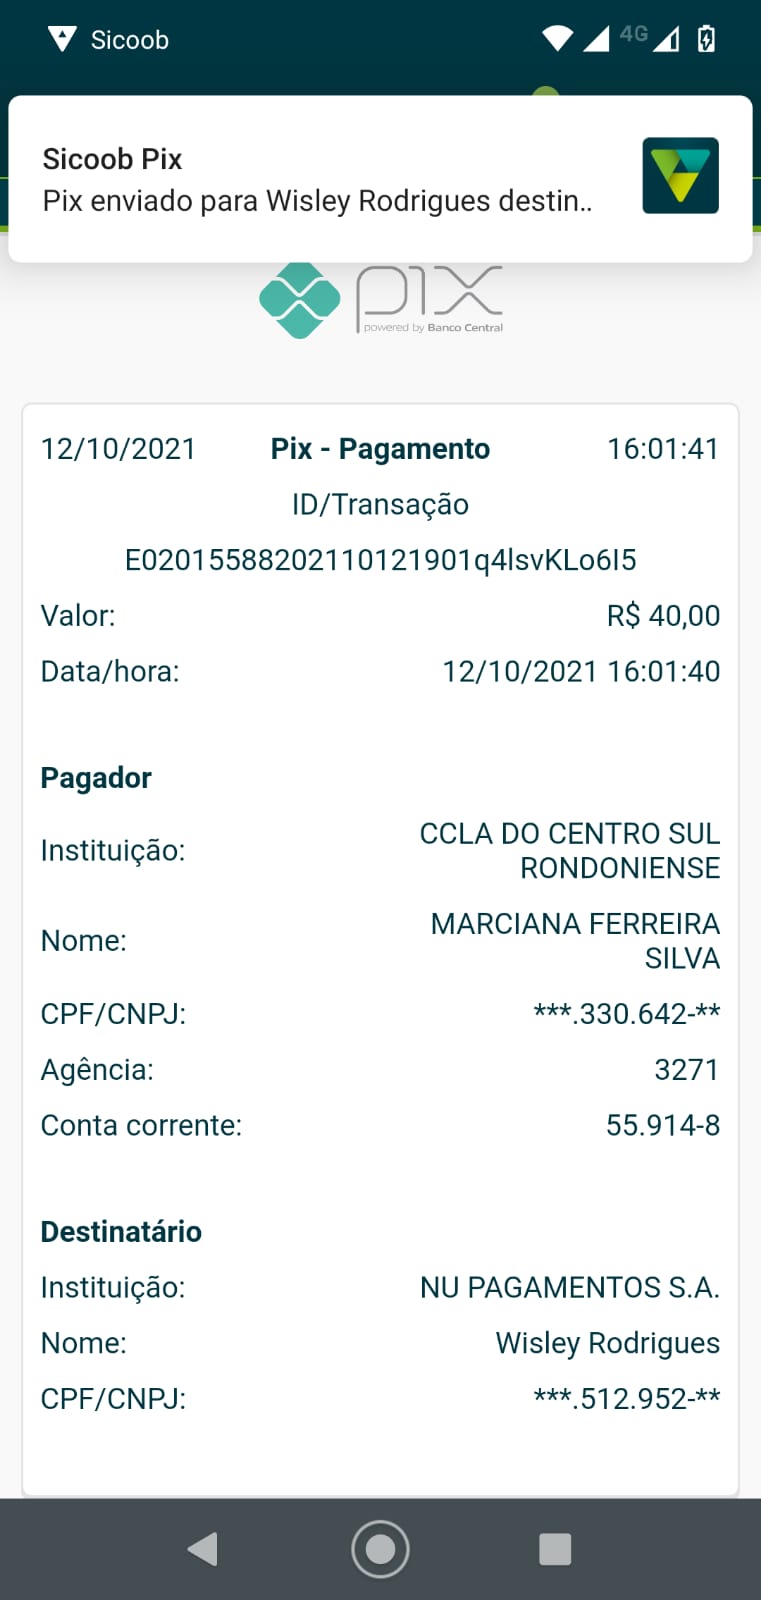 Sicoob
4G
Sicoob Pix
Pix enviado para Wisley Rodrigues destin..
pix
powered by Banco Central
12/10/2021 Pix - Pagamento 16:01:41
ID/Transação
E02015588202110121901q4lsvKLo6I5
Valor: R$ 40,00
Data/hora: 12/10/2021 16:01:40
Pagador
Instituição: CCLA DO CENTRO SUL
RONDONIENSE
Nome: MARCIANA FERREIRA
SILVA
CPF/CNPJ: ***.330.642-**
Agência: 3271
Conta corrente: 55.914-8
Destinatário
Instituição: NU PAGAMENTOS S.A.
Nome: Wisley Rodrigues
CPF/CNPJ: ***.512.952-**